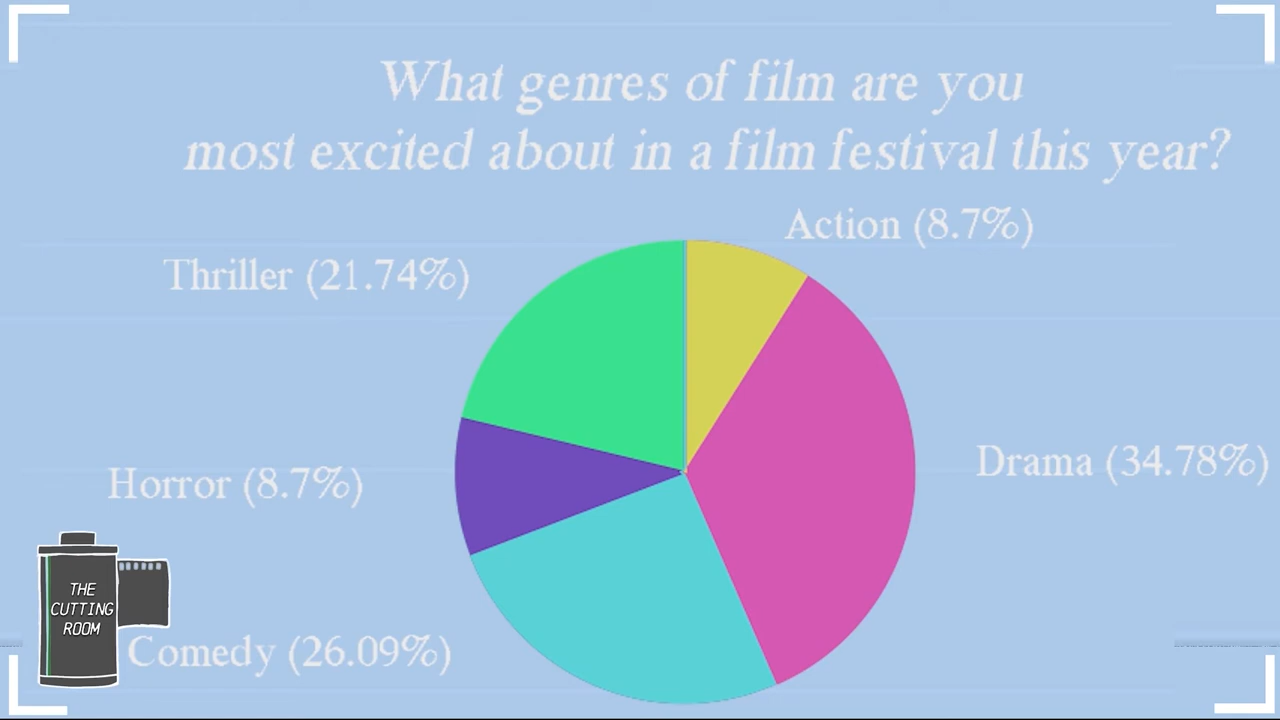 What genres of film are you
most excited about in a film festival this year?
Action (8.7%)
Thriller (21.74%)
Drama (34.78%)
Horror (8.7%)
THE
CUTTING
ROOM
Comedy (26.09%)